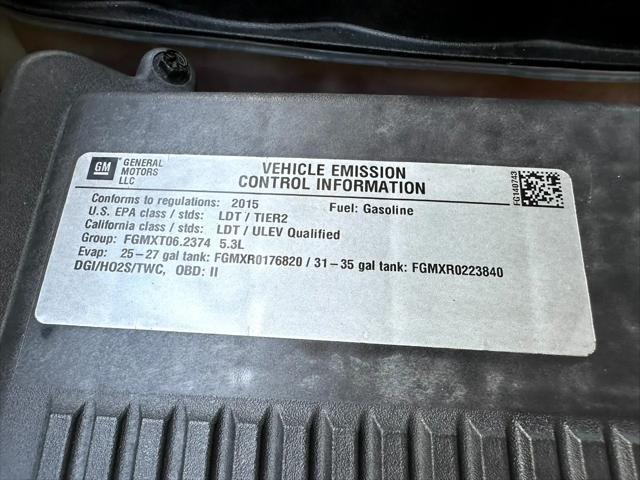 GM
GENERAL
MOTORS
LLC
VEHICLE EMISSION
CONTROL INFORMATION
FG140743
Conforms to regulations: 2015 Fuel: Gasoline
U.S. EPA class / stds: LDT / TIER2
California class / stds: LDT / ULEV Qualified
Group: FGMXT06.2374 5.3L
Evap: 25-27 gal tank: FGMXR0176820 / 31-35 gal tank: FGMXR0223840
DGI/HO2S/TWC, OBD: II